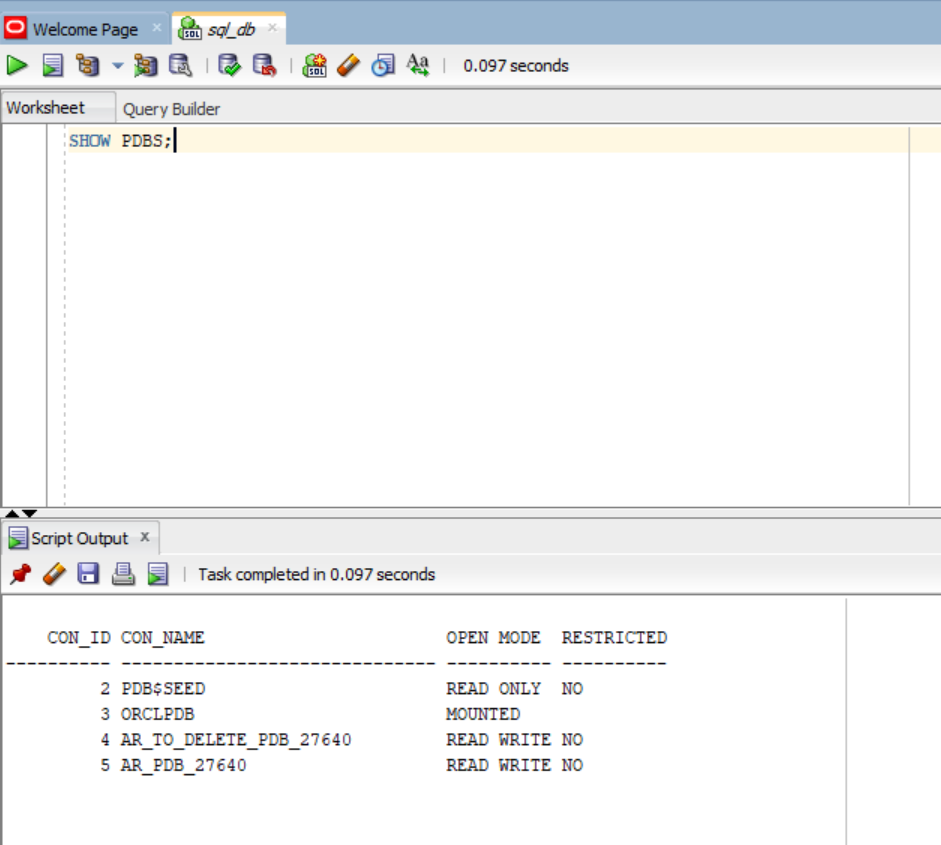 Welcome Page sql_db
0.097 seconds
Worksheet Query Builder
SHOW PDBS;
Script Output
Task completed in 0.097 seconds
CON_ID CON_NAME OPEN MODE RESTRICTED
---------- ------------------------------ ---------- ----------
2 PDB$SEED READ ONLY NO
3 ORCLPDB MOUNTED
4 AR_TO_DELETE_PDB_27640 READ WRITE NO
5 AR_PDB_27640 READ WRITE NO